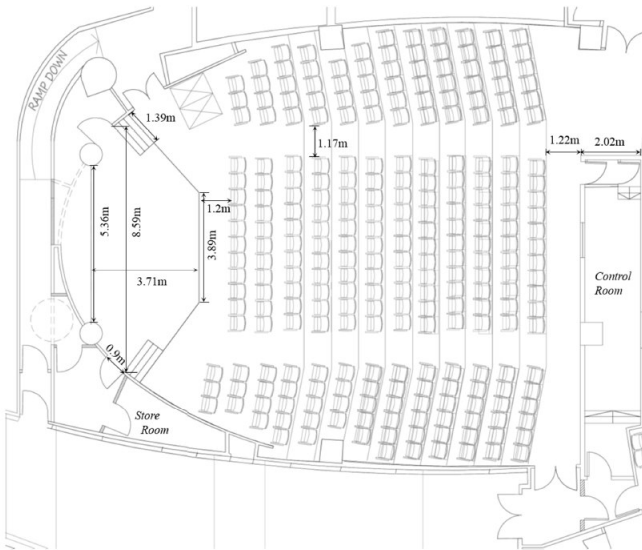 RAMP DOWN
1.39m
1.17m
1.22m
2.02m
5.36m
8.59m
1.2m
3.89m
3.71m
Control
Room
0.9m
Store
Room